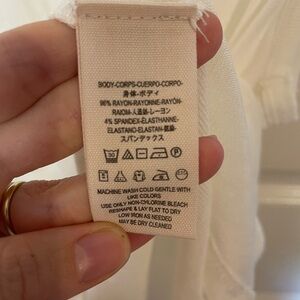 BODY-CORPS-CUERPO-CORPO-
身体-ボディ
96% RAYON-RAYONNE-RAYÓN-
RAIOM-人造絲-レーヨン
4% SPANDEX-ÉLASTHANNE-
ELASTANO-ELASTAN-氨綸-
スパンデックス
MACHINE WASH COLD GENTLE WITH
LIKE COLORS
USE ONLY NON-CHLORINE BLEACH
RESHAPE & LAY FLAT TO DRY
LOW IRON AS NEEDED
MAY BE DRY CLEANED